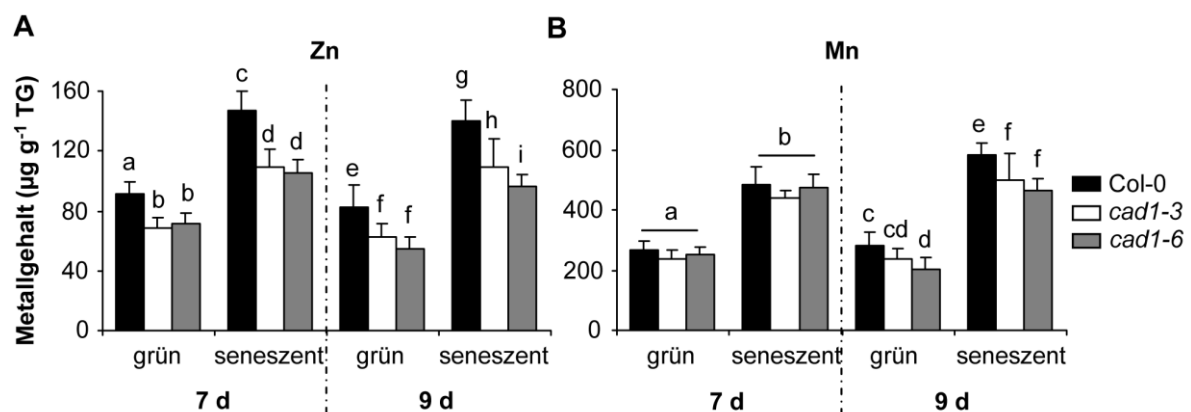 A
Zn
Metallgehalt (µg g⁻¹ TG)
160
120
80
40
0
a
b
b
c
d
d
e
f
f
g
h
i
grün
seneszent
grün
seneszent
7 d
9 d
B
Mn
800
600
400
200
0
a
b
c
cd
d
e
f
f
grün
seneszent
grün
seneszent
7 d
9 d
Col-0
cad1-3
cad1-6